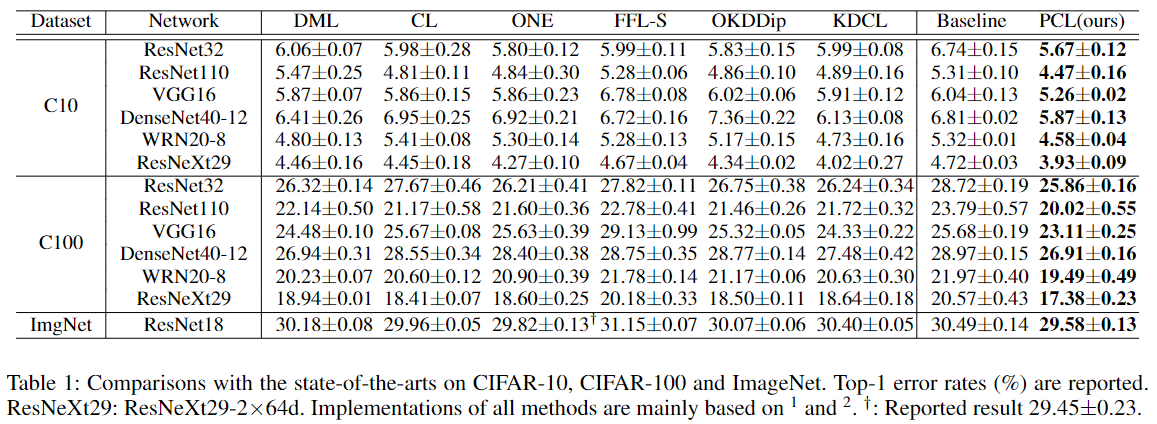 Dataset Network DML CL ONE FFL-S OKDDip KDCL Baseline PCL(ours)
C10
ResNet32 6.06±0.07 5.98±0.28 5.80±0.12 5.99±0.11 5.83±0.15 5.99±0.08 6.74±0.15 5.67±0.12
ResNet110 5.47±0.25 4.81±0.11 4.84±0.30 5.28±0.06 4.86±0.10 4.89±0.16 5.31±0.10 4.47±0.16
VGG16 5.87±0.07 5.86±0.15 5.86±0.23 6.78±0.08 6.02±0.06 5.91±0.12 6.04±0.13 5.26±0.02
DenseNet40-12 6.41±0.26 6.95±0.25 6.92±0.21 6.72±0.16 7.36±0.22 6.13±0.08 6.81±0.02 5.87±0.13
WRN20-8 4.80±0.13 5.41±0.08 5.30±0.14 5.28±0.13 5.17±0.15 4.73±0.16 5.32±0.01 4.58±0.04
ResNeXt29 4.46±0.16 4.45±0.18 4.27±0.10 4.67±0.04 4.34±0.02 4.02±0.27 4.72±0.03 3.93±0.09
C100
ResNet32 26.32±0.14 27.67±0.46 26.21±0.41 27.82±0.11 26.75±0.38 26.24±0.34 28.72±0.19 25.86±0.16
ResNet110 22.14±0.50 21.17±0.58 21.60±0.36 22.78±0.41 21.46±0.26 21.72±0.32 23.79±0.57 20.02±0.55
VGG16 24.48±0.10 25.67±0.08 25.63±0.39 29.13±0.99 25.32±0.05 24.33±0.22 25.68±0.19 23.11±0.25
DenseNet40-12 26.94±0.31 28.55±0.34 28.40±0.38 28.75±0.35 28.77±0.14 27.48±0.42 28.97±0.15 26.91±0.16
WRN20-8 20.23±0.07 20.60±0.12 20.90±0.39 21.78±0.14 21.17±0.06 20.63±0.30 21.97±0.40 19.49±0.49
ResNeXt29 18.94±0.01 18.41±0.07 18.60±0.25 20.18±0.33 18.50±0.11 18.64±0.18 20.57±0.43 17.38±0.23
ImgNet ResNet18 30.18±0.08 29.96±0.05 29.82±0.13† 31.15±0.07 30.07±0.06 30.40±0.05 30.49±0.14 29.58±0.13
Table 1: Comparisons with the state-of-the-arts on CIFAR-10, CIFAR-100 and ImageNet. Top-1 error rates (%) are reported.
ResNeXt29: ResNeXt29-2×64d. Implementations of all methods are mainly based on ¹ and ². †: Reported result 29.45±0.23.